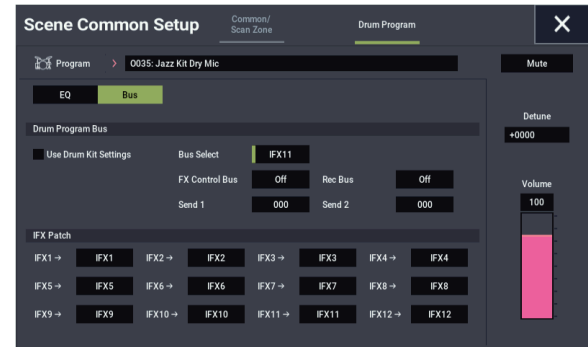 Scene Common Setup
Common/
Scan Zone
Drum Program
Program > 0035: Jazz Kit Dry Mic
Mute
EQ Bus
Detune
+0000
Drum Program Bus
Use Drum Kit Settings Bus Select IFX11
FX Control Bus Off Rec Bus Off
Send 1 000 Send 2 000
Volume
100
IFX Patch
IFX1→ IFX1 IFX2→ IFX2 IFX3→ IFX3 IFX4→ IFX4
IFX5→ IFX5 IFX6→ IFX6 IFX7→ IFX7 IFX8→ IFX8
IFX9→ IFX9 IFX10→ IFX10 IFX11→ IFX11 IFX12→ IFX12